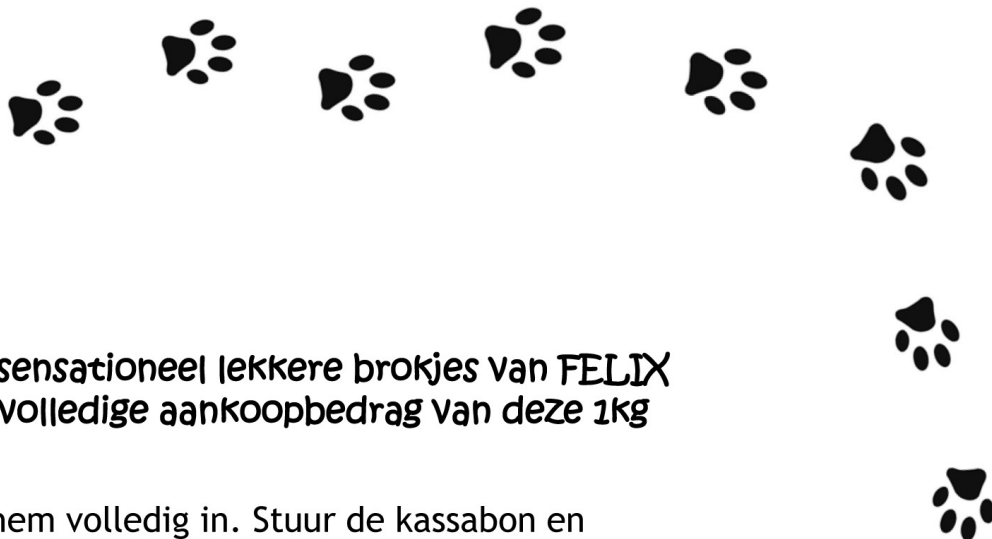 sensationeel lekkere brokjes van FELIX
volledige aankoopbedrag van deze 1kg
hem volledig in. Stuur de kassabon en